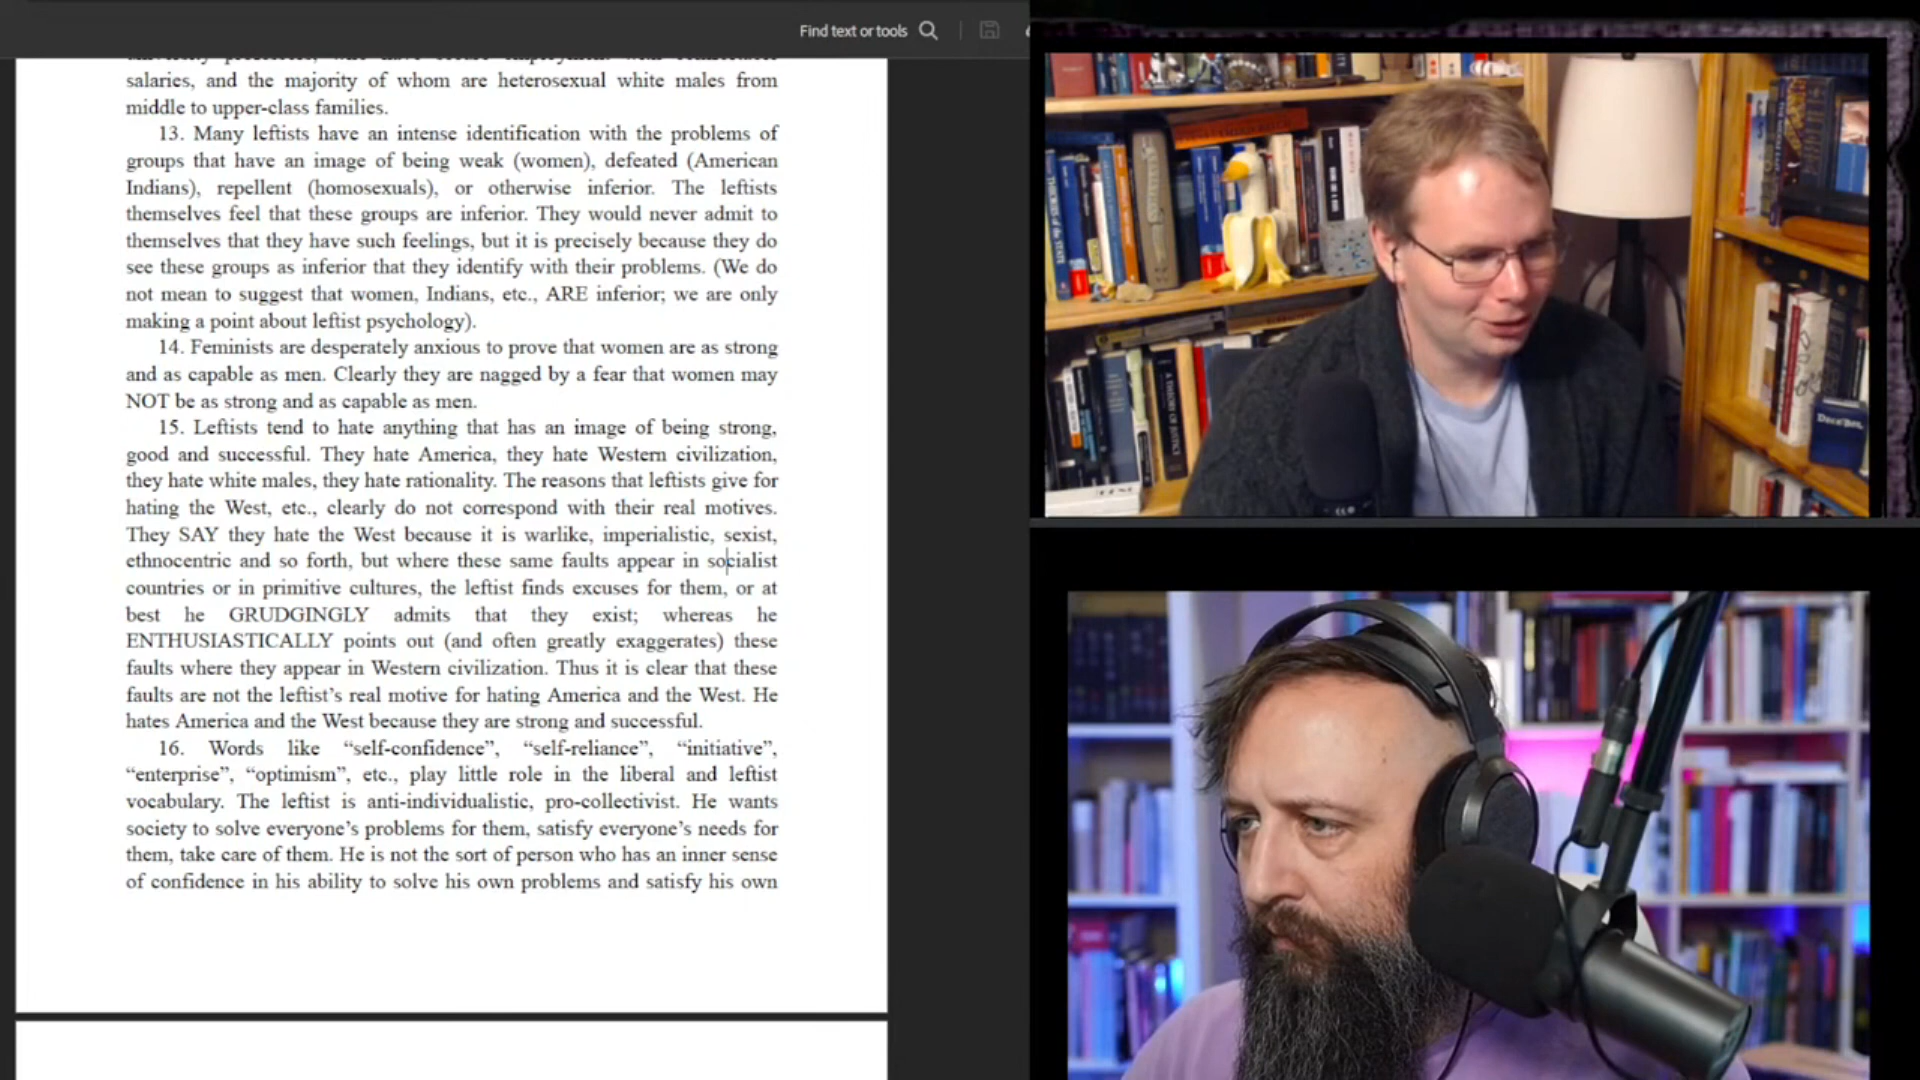 Find text or tools
salaries, and the majority of whom are heterosexual white males from
middle to upper-class families.
13. Many leftists have an intense identification with the problems of
groups that have an image of being weak (women), defeated (American
Indians), repellent (homosexuals), or otherwise inferior. The leftists
themselves feel that these groups are inferior. They would never admit to
themselves that they have such feelings, but it is precisely because they do
see these groups as inferior that they identify with their problems. (We do
not mean to suggest that women, Indians, etc., ARE inferior; we are only
making a point about leftist psychology).
14. Feminists are desperately anxious to prove that women are as strong
and as capable as men. Clearly they are nagged by a fear that women may
NOT be as strong and as capable as men.
15. Leftists tend to hate anything that has an image of being strong,
good and successful. They hate America, they hate Western civilization,
they hate white males, they hate rationality. The reasons that leftists give for
hating the West, etc., clearly do not correspond with their real motives.
They SAY they hate the West because it is warlike, imperialistic, sexist,
ethnocentric and so forth, but where these same faults appear in socialist
countries or in primitive cultures, the leftist finds excuses for them, or at
best he GRUDGINGLY admits that they exist; whereas he
ENTHUSIASTICALLY points out (and often greatly exaggerates) these
faults where they appear in Western civilization. Thus it is clear that these
faults are not the leftist’s real motive for hating America and the West. He
hates America and the West because they are strong and successful.
16. Words like “self-confidence”, “self-reliance”, “initiative”,
“enterprise”, “optimism”, etc., play little role in the liberal and leftist
vocabulary. The leftist is anti-individualistic, pro-collectivist. He wants
society to solve everyone’s problems for them, satisfy everyone’s needs for
them, take care of them. He is not the sort of person who has an inner sense
of confidence in his ability to solve his own problems and satisfy his own
A THEORY OF JUSTICE